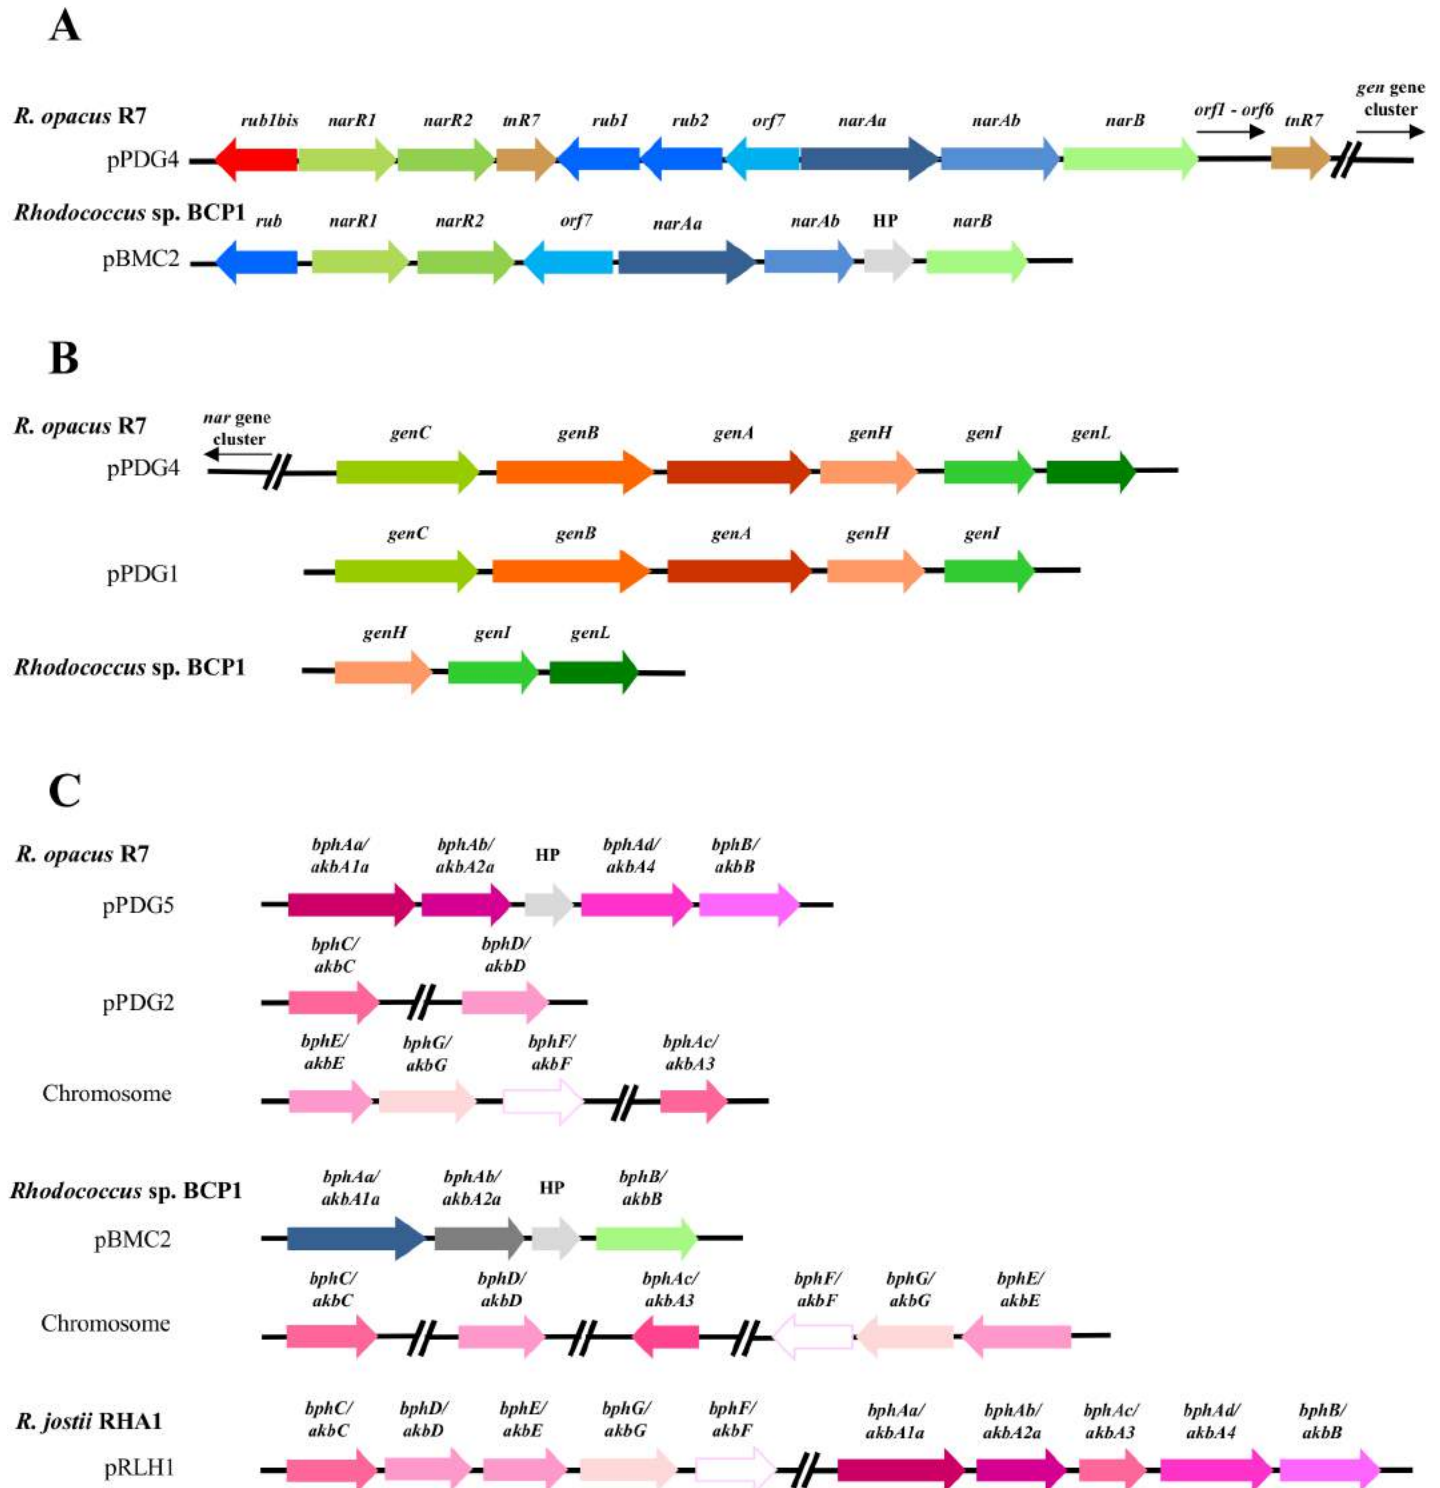 A
R. opacus R7
rub1bis narR1 narR2 tnR7 rub1 rub2 orf7 narAa narAb narB orf1 - orf6 tnR7 gen gene
cluster
pPDG4
Rhodococcus sp. BCP1
rub narR1 narR2 orf7 narAa narAb HP narB
pBMC2
B
R. opacus R7
nar gene
cluster
genC genB genA genH genI genL
pPDG4
genC genB genA genH genI
pPDG1
genH genI genL
Rhodococcus sp. BCP1
C
R. opacus R7
bphAa/ bphAb/ HP bphAd/ bphB/
akbA1a akbA2a akbA4 akbB
pPDG5
bphC/ bphD/
akbC akbD
pPDG2
bphE/ bphG/ bphF/ bphAc/
akbE akbG akbF akbA3
Chromosome
Rhodococcus sp. BCP1
bphAa/ bphAb/ HP bphB/
akbA1a akbA2a akbB
pBMC2
bphC/ bphD/ bphAc/ bphF/ bphG/ bphE/
akbC akbD akbA3 akbF akbG akbE
Chromosome
R. jostii RHA1
bphC/ bphD/ bphE/ bphG/ bphF/ bphAa/ bphAb/ bphAc/ bphAd/ bphB/
akbC akbD akbE akbG akbF akbA1a akbA2a akbA3 akbA4 akbB
pRLH1